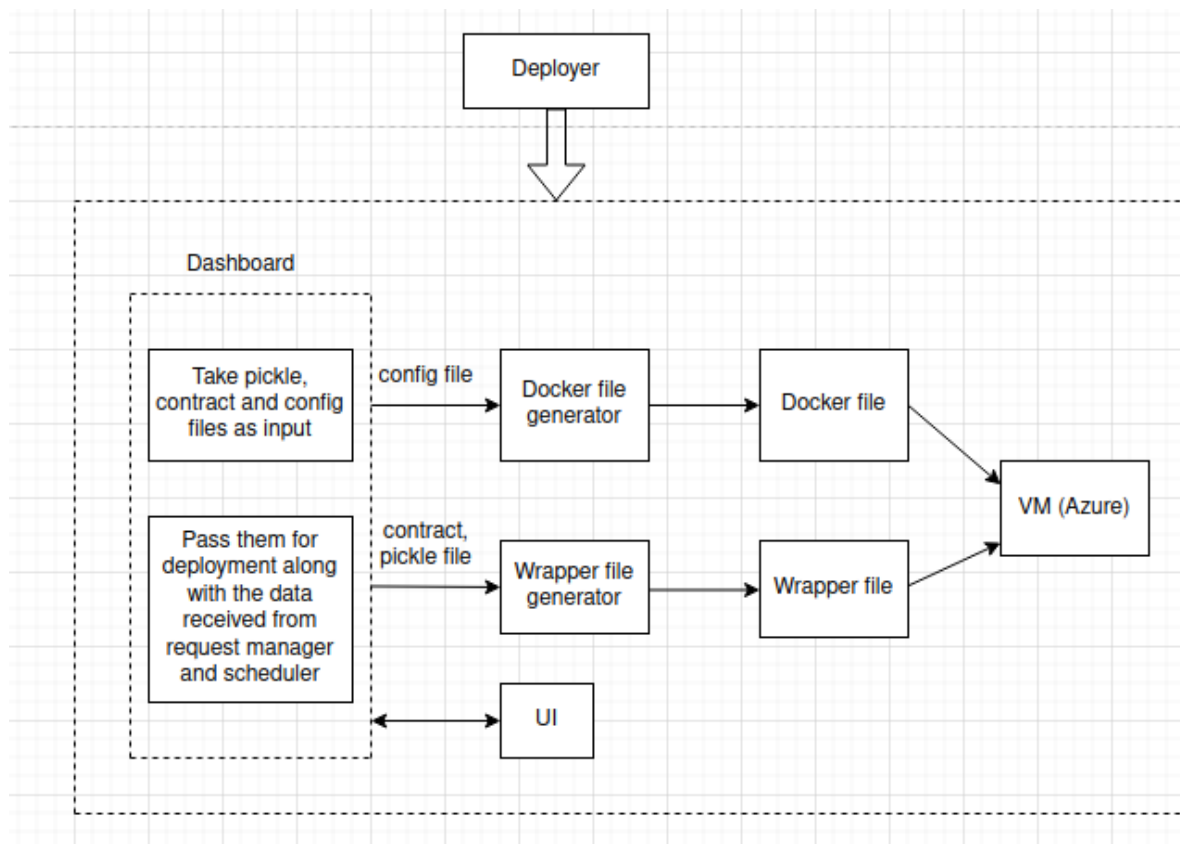 Deployer
Dashboard
Take pickle,
contract and config
files as input
config file
Docker file
generator
Docker file
VM (Azure)
Pass them for
deployment along
with the data
received from
request manager
and scheduler
contract,
pickle file
Wrapper file
generator
Wrapper file
UI